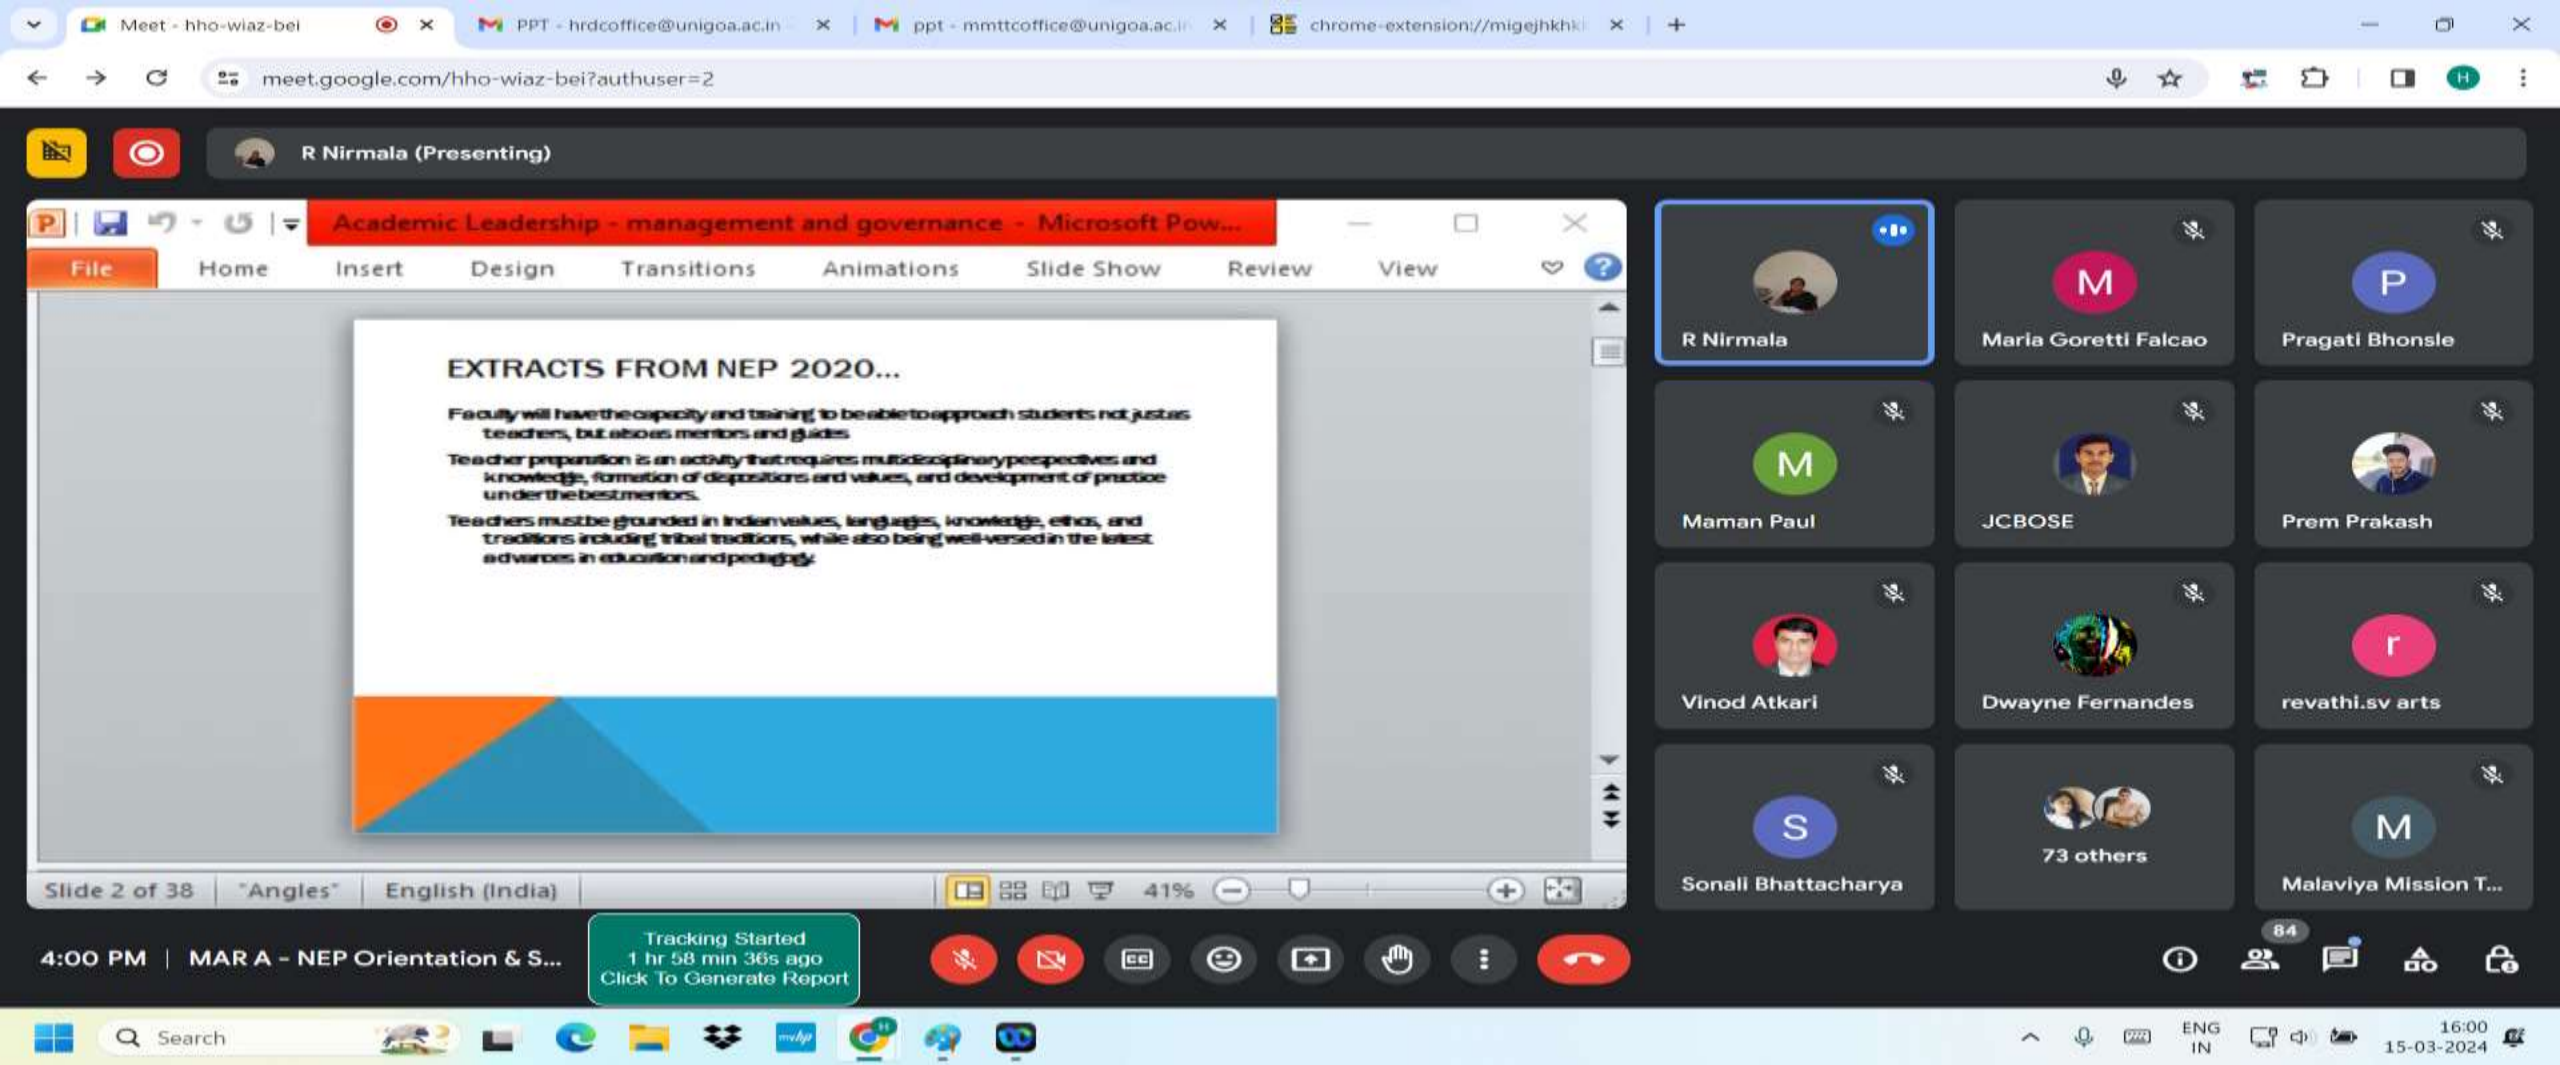 Meet - hho-wiaz-bei
PPT - hrdcoffice@unigoa.ac.in -
ppt - mmttcoffice@unigoa.ac.in
chrome-extension://migejhkhki
meet.google.com/hho-wiaz-bei?authuser=2
H
R Nirmala (Presenting)
P
Academic Leadership - management and governance - Microsoft Pow...
File Home Insert Design Transitions Animations Slide Show Review View
EXTRACTS FROM NEP 2020...
Faculty will have the capacity and training to be able to approach students not just as
teachers, but also as mentors and guides
Teacher preparation is an activity that requires multidisciplinary perspectives and
knowledge, formation of dispositions and values, and development of practice
under the best mentors.
Teachers must be grounded in Indian values, languages, knowledge, ethos, and
traditions including tribal traditions, while also being well-versed in the latest
advances in education and pedagogy.
Slide 2 of 38
"Angles"
English (India)
41%
R Nirmala
M
Maria Goretti Falcao
P
Pragati Bhonsle
M
Maman Paul
JCBOSE
Prem Prakash
Vinod Atkari
Dwayne Fernandes
r
revathi.sv arts
S
Sonali Bhattacharya
73 others
M
Malaviya Mission T...
4:00 PM | MAR A - NEP Orientation & S...
Tracking Started
1 hr 58 min 36s ago
Click To Generate Report
CC
84
Search
mvhp
H
ENG
IN
16:00
15-03-2024